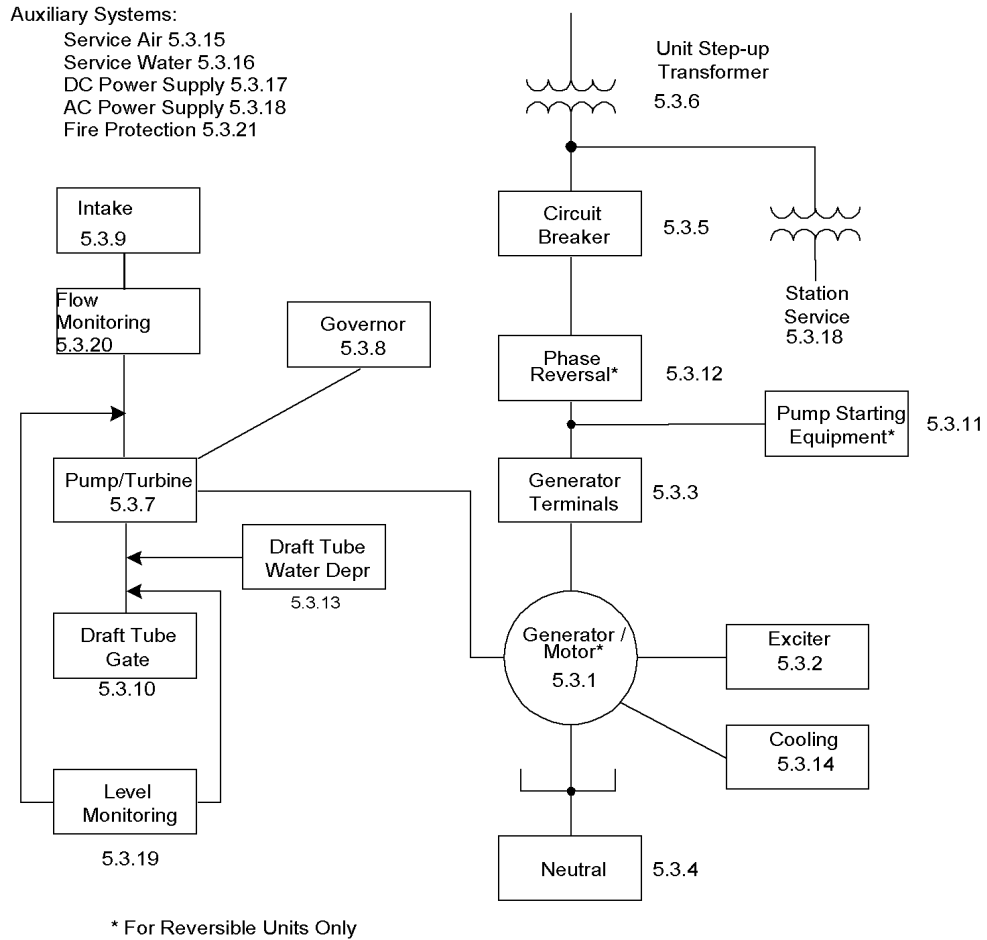 Auxiliary Systems:
Service Air 5.3.15
Service Water 5.3.16
DC Power Supply 5.3.17
AC Power Supply 5.3.18
Fire Protection 5.3.21
Unit Step-up
Transformer
5.3.6
Intake
5.3.9
Flow
Monitoring
5.3.20
Governor
5.3.8
Circuit
Breaker
5.3.5
Station
Service
5.3.18
Phase
Reversal*
5.3.12
Pump Starting
Equipment*
5.3.11
Pump/Turbine
5.3.7
Generator
Terminals
5.3.3
Draft Tube
Water Depr
5.3.13
Draft Tube
Gate
5.3.10
Generator /
Motor*
5.3.1
Exciter
5.3.2
Cooling
5.3.14
Level
Monitoring
5.3.19
Neutral
5.3.4
* For Reversible Units Only